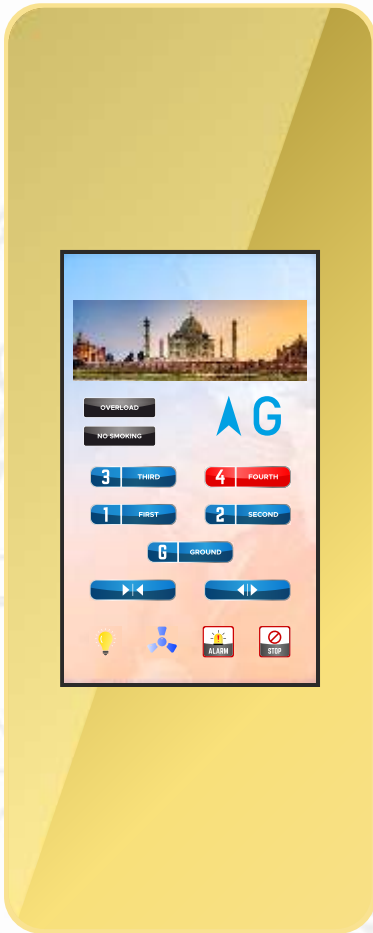 OVERLOAD
G
NO SMOKING
3 THIRD
4 FOURTH
1 FIRST
2 SECOND
G GROUND
ALARM
STOP